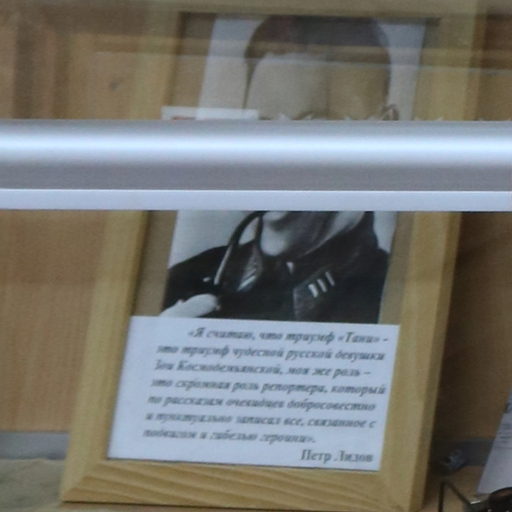 «Я считаю, что триумф «Тани» -
это триумф чудесной русской девушки
Зои Космодемьянской, моя же роль –
это скромная роль репортера, который
по рассказам очевидцев добросовестно
и пунктуально записал все, связанное с
подвигом и гибелью героини».
Петр Лидов